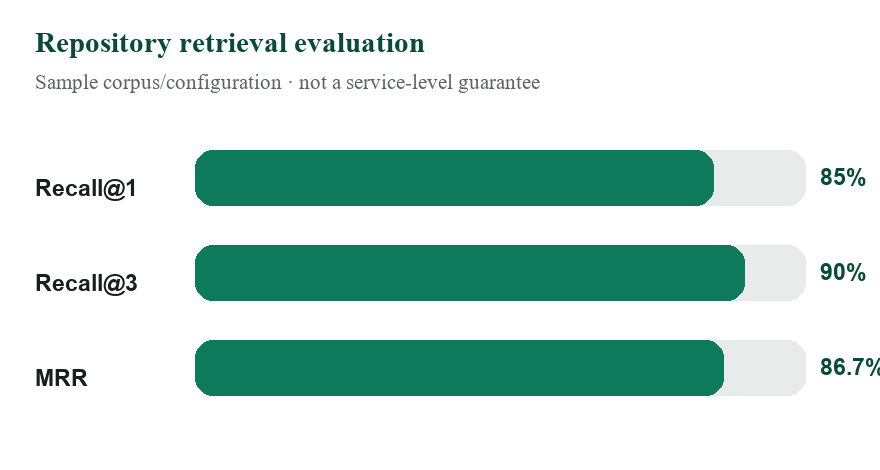 Repository retrieval evaluation
Sample corpus/configuration · not a service-level guarantee
Recall@1 85%
Recall@3 90%
MRR 86.7%